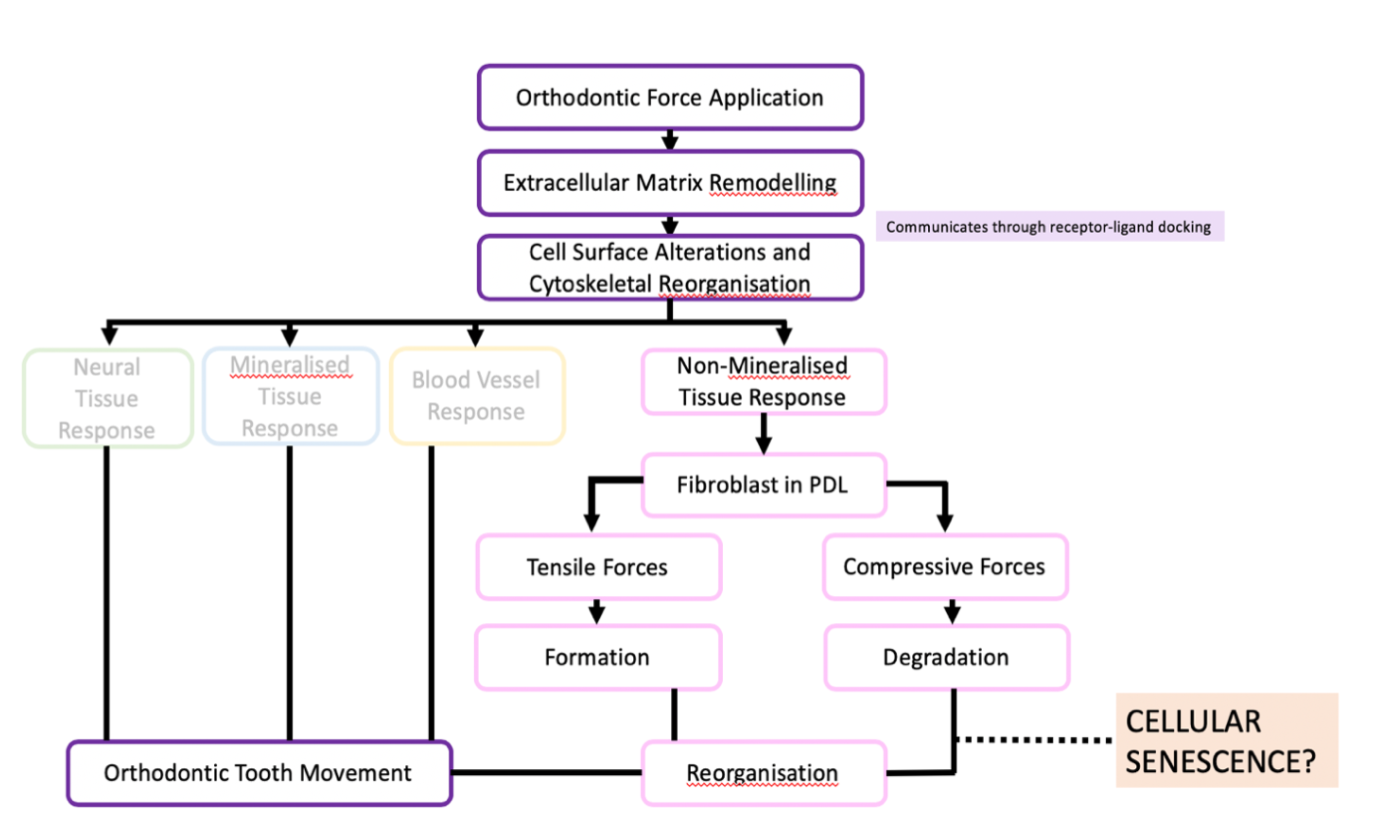 Orthodontic Force Application
Extracellular Matrix Remodelling
Communicates through receptor-ligand docking
Cell Surface Alterations and
Cytoskeletal Reorganisation
Neural
Tissue
Response
Mineralised
Tissue
Response
Blood Vessel
Response
Non-Mineralised
Tissue Response
Fibroblast in PDL
Tensile Forces
Compressive Forces
Formation
Degradation
CELLULAR
SENESCENCE?
Orthodontic Tooth Movement
Reorganisation